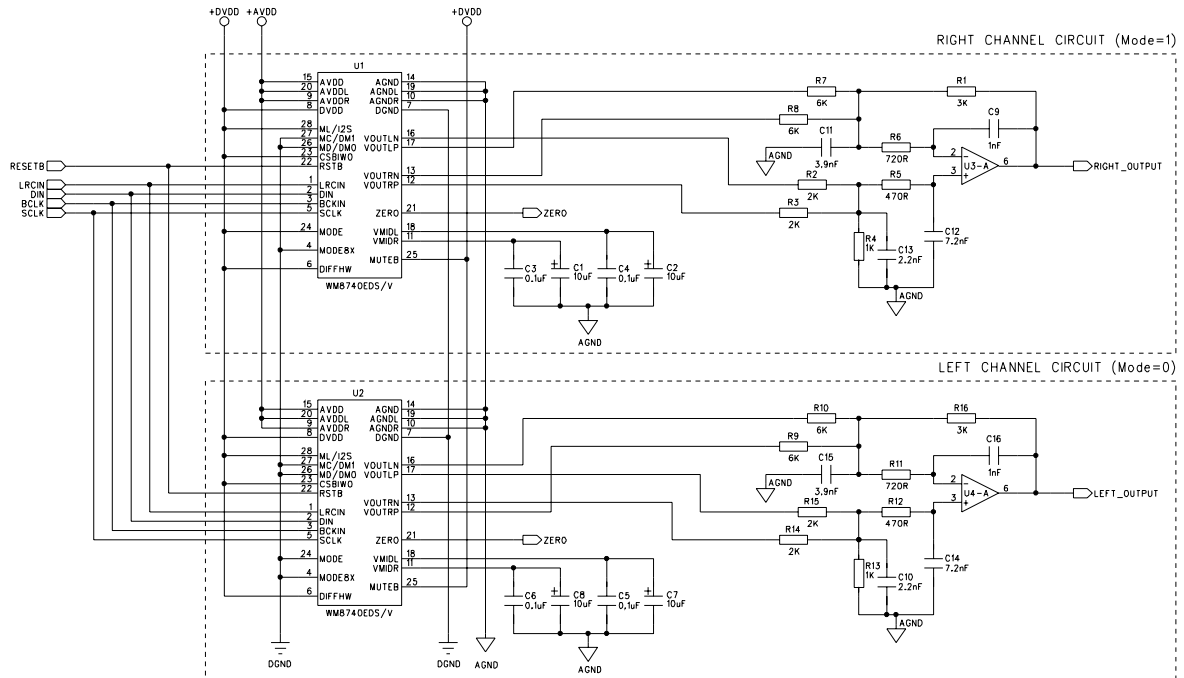 +DVDD +AVDD +DVDD
RIGHT CHANNEL CIRCUIT (Mode=1)
U1
15 AVDD AGND 14
20 AVDDL AGNDL 19
9 AVDDR AGNDR 10
8 DVDD DGND 7
28 ML/I2S
27 MC/DM1 VOUTLN 16
26 MD/DM0 VOUTLP 17
23 CSBIWO
22 RSTB
VOUTRN 13
1 LRCIN VOUTRP 12
2 DIN
3 BCKIN
5 SCLK ZERO 21
24 MODE VMIDL 18
VMIDR 11
4 MODE8X
MUTEB 25
6 DIFFHW
WM8740EDS/V
RESETB
LRCIN
DIN
BCLK
SCLK
ZERO
C3
0.1uF
+
C1
10uF
C4
0.1uF
+
C2
10uF
AGND
R7
6K
R1
3K
R8
6K
C11
3.9nF
AGND
R6
720R
C9
1nF
R2
2K
R5
470R
2 -
3 +
U3-A
6
RIGHT_OUTPUT
R3
2K
R4
1K
C13
2.2nF
C12
7.2nF
AGND
LEFT CHANNEL CIRCUIT (Mode=0)
U2
15 AVDD AGND 14
20 AVDDL AGNDL 19
9 AVDDR AGNDR 10
8 DVDD DGND 7
28 ML/I2S
27 MC/DM1 VOUTLN 16
26 MD/DM0 VOUTLP 17
23 CSBIWO
22 RSTB
VOUTRN 13
1 LRCIN VOUTRP 12
2 DIN
3 BCKIN
5 SCLK ZERO 21
24 MODE VMIDL 18
VMIDR 11
4 MODE8X
MUTEB 25
6 DIFFHW
WM8740EDS/V
ZERO
C6
0.1uF
+
C8
10uF
C5
0.1uF
+
C7
10uF
AGND
DGND
DGND
AGND
R10
6K
R16
3K
R9
6K
C15
3.9nF
AGND
R11
720R
C16
1nF
R15
2K
R12
470R
2 -
3 +
U4-A
6
LEFT_OUTPUT
R14
2K
R13
1K
C10
2.2nF
C14
7.2nF
AGND